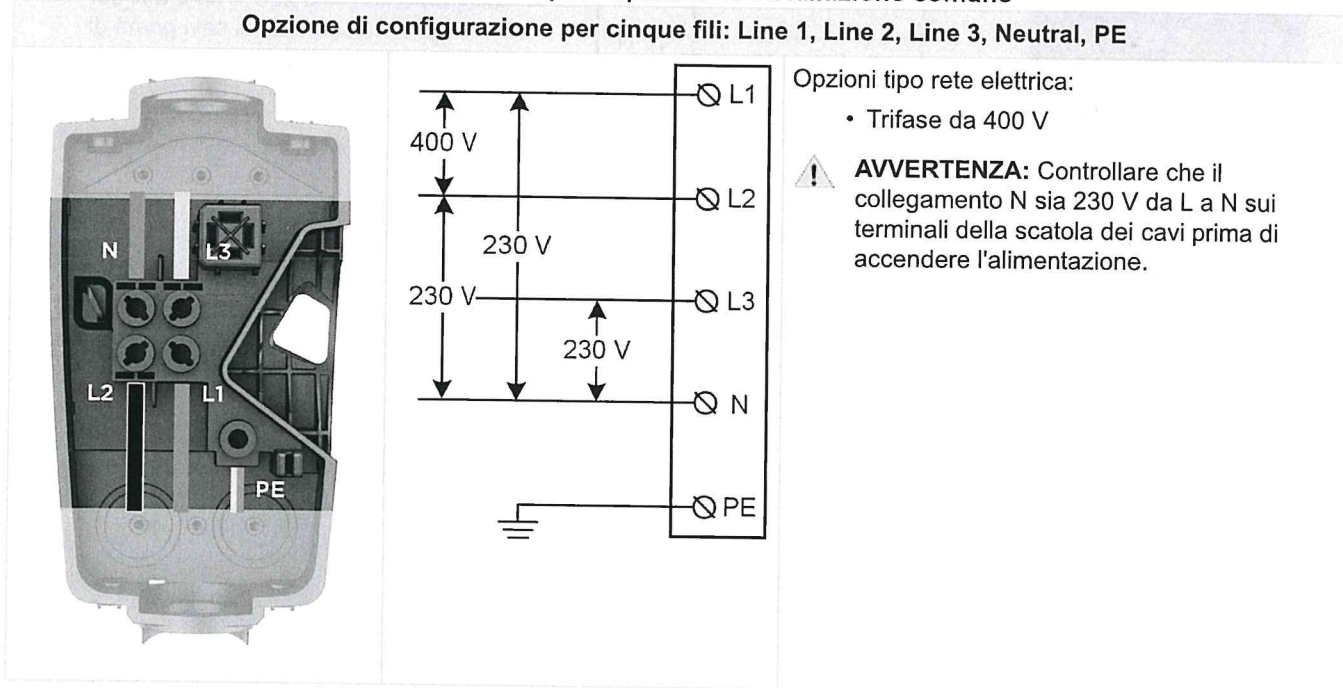 Opzione di configurazione per cinque fili: Line 1, Line 2, Line 3, Neutral, PE
N
L3
L2
L1
PE
L1
400 V
L2
230 V
230 V
L3
230 V
N
PE
Opzioni tipo rete elettrica:
• Trifase da 400 V
AVVERTENZA: Controllare che il
collegamento N sia 230 V da L a N sui
terminali della scatola dei cavi prima di
accendere l'alimentazione.